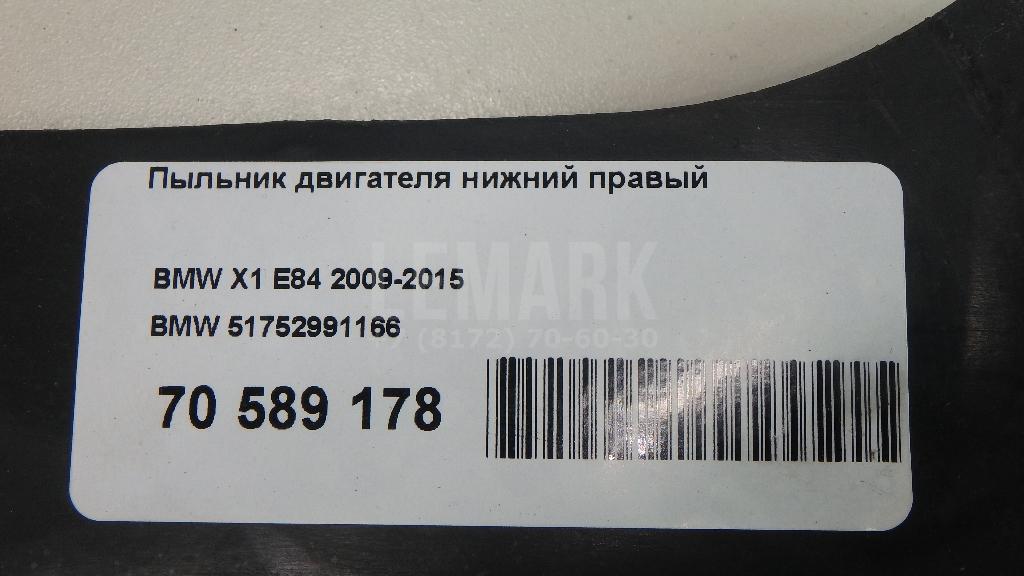 Пыльник двигателя нижний правый
LEMARK
BMW X1 E84 2009-2015
BMW 51752991166
(8172) 70-60-30
70 589 178